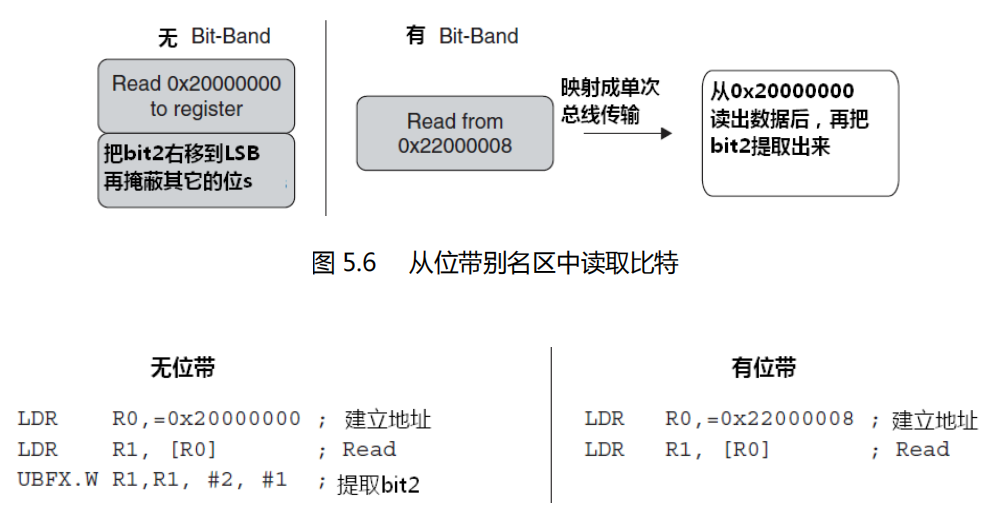 无 Bit-Band
Read 0x20000000
to register
把bit2右移到LSB
再掩蔽其它的位s
有 Bit-Band
Read from
0x22000008
映射成单次
总线传输
从0x20000000
读出数据后，再把
bit2提取出来
图 5.6 从位带别名区中读取比特
无位带
LDR R0,=0x20000000 ; 建立地址
LDR R1, [R0] ; Read
UBFX.W R1,R1, #2, #1 ; 提取bit2
有位带
LDR R0,=0x22000008 ; 建立地址
LDR R1, [R0] ; Read